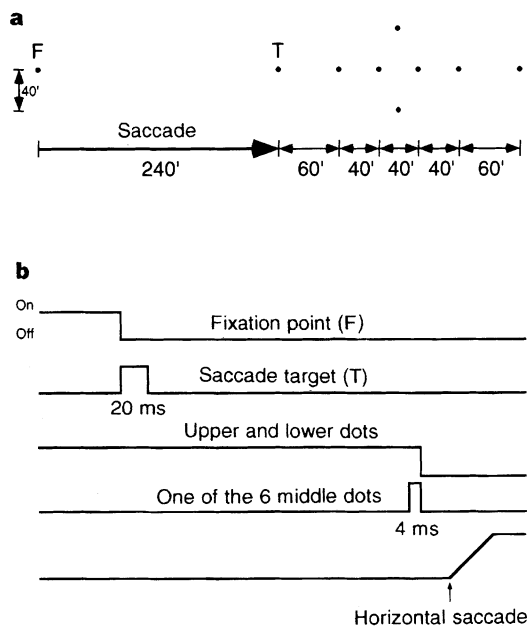 a
F T
40'
Saccade
240' 60' 40' 40' 40' 60'
b
On
Off
Fixation point (F)
Saccade target (T)
20 ms
Upper and lower dots
One of the 6 middle dots
4 ms
Horizontal saccade